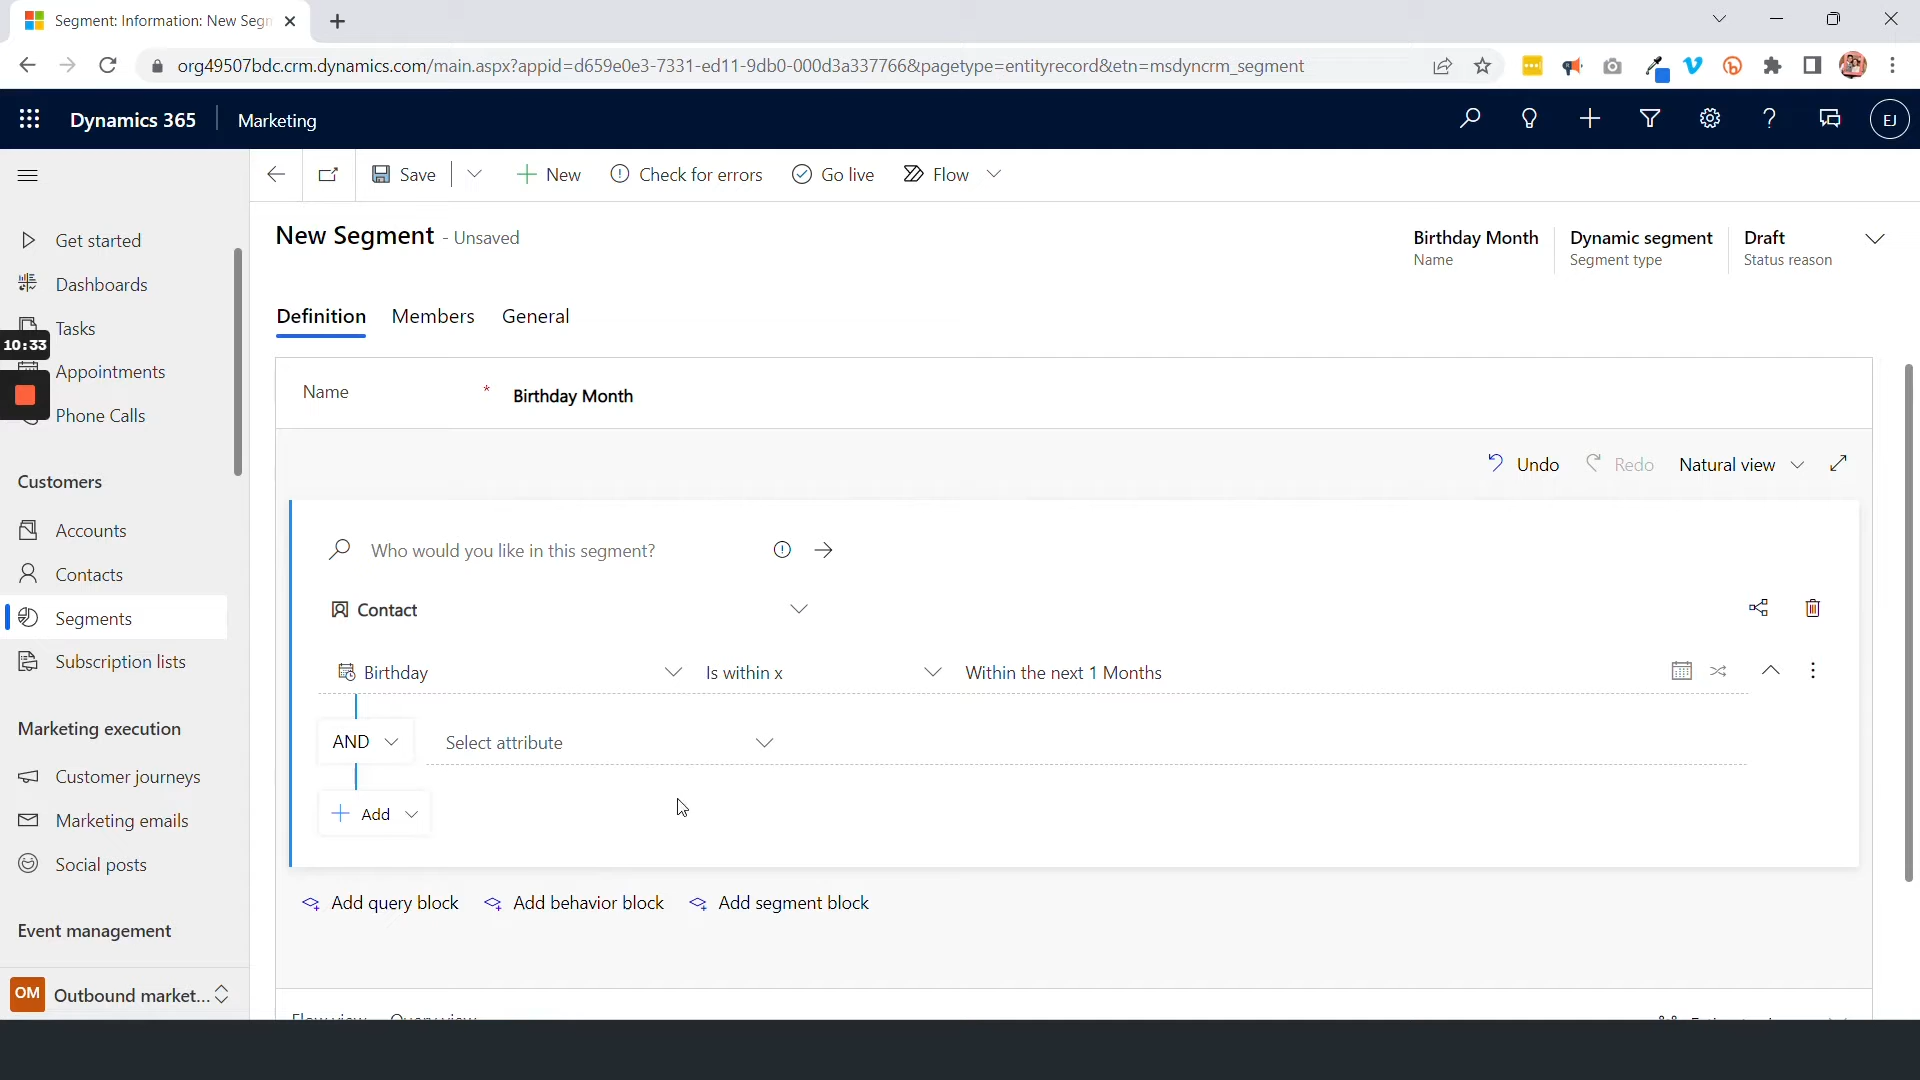 Segment: Information: New Segm
org49507bdc.crm.dynamics.com/main.aspx?appid=d659e0e3-7331-ed11-9db0-000d3a337766&pagetype=entityrecord&etn=msdyncrm_segment
Dynamics 365 Marketing
EJ
Save
New
Check for errors
Go live
Flow
Get started
Dashboards
Tasks
10:33
Appointments
Phone Calls
Customers
Accounts
Contacts
Segments
Subscription lists
Marketing execution
Customer journeys
Marketing emails
Social posts
Event management
OM Outbound market...
New Segment - Unsaved
Birthday Month
Name
Dynamic segment
Segment type
Draft
Status reason
Definition Members General
Name * Birthday Month
Undo Redo Natural view
Who would you like in this segment?
Contact
Birthday Is within x Within the next 1 Months
AND Select attribute
Add
Add query block Add behavior block Add segment block
Flow view Query view